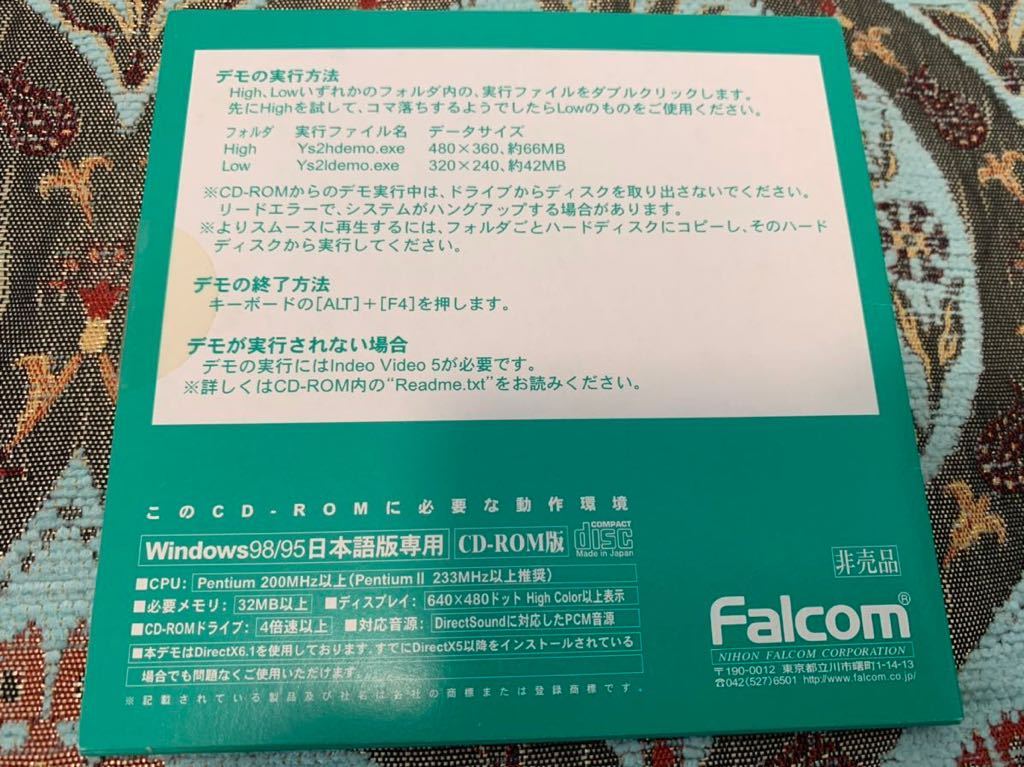 デモの実行方法
High、Lowいずれかのフォルダ内の、実行ファイルをダブルクリックします。
先にHighを試して、コマ落ちするようでしたらLowのものをご使用ください。
フォルダ 実行ファイル名 データサイズ
High Ys2hdemo.exe 480×360、約66MB
Low Ys2ldemo.exe 320×240、約42MB
※CD-ROMからのデモ実行中は、ドライブからディスクを取り出さないでください。
リードエラーで、システムがハングアップする場合があります。
※よりスムースに再生するには、フォルダごとハードディスクにコピーし、そのハード
ディスクから実行してください。
デモの終了方法
キーボードの[ALT]+[F4]を押します。
デモが実行されない場合
デモの実行にはIndeo Video 5が必要です。
※詳しくはCD-ROM内の“Readme.txt”をお読みください。
このCD-ROMに必要な動作環境
Windows98/95日本語版専用 CD-ROM版 COMPACT disc Made in Japan
■CPU: Pentium 200MHz以上(Pentium II 233MHz以上推奨)
■必要メモリ: 32MB以上 ■ディスプレイ: 640×480ドット High Color以上表示
■CD-ROMドライブ: 4倍速以上 ■対応音源: DirectSoundに対応したPCM音源
■本デモはDirectX6.1を使用しております。すでにDirectX5以降をインストールされている
場合でも問題なくご使用いただけます。
※記載されている製品及び社名は各社の商標または登録商標です。
非売品
Falcom®
NIHON FALCOM CORPORATION
〒190-0012 東京都立川市曙町1-14-13
☎042(527)6501 http://www.falcom.co.jp/